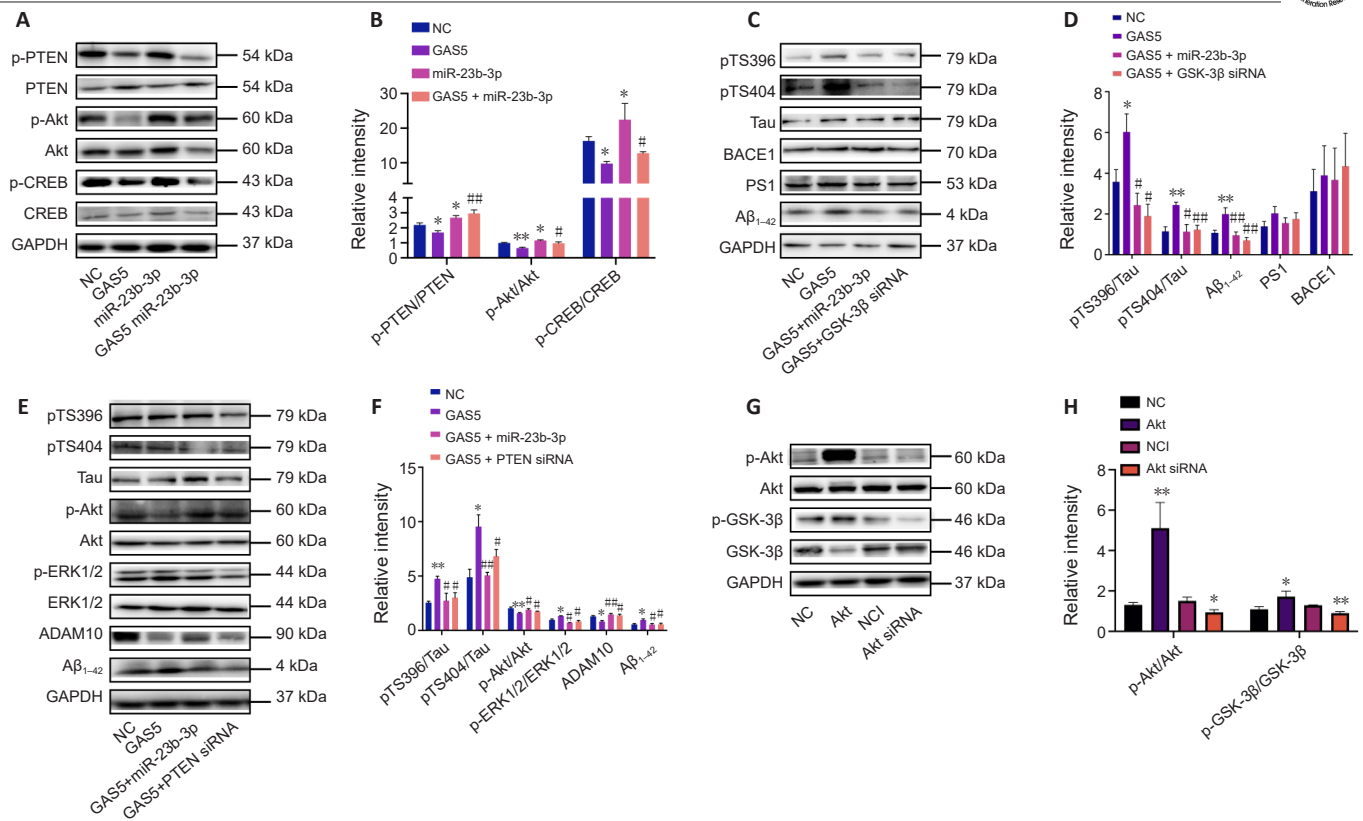 neration Rese
A
p-PTEN
54 kDa
PTEN
54 kDa
p-Akt
60 kDa
Akt
60 kDa
p-CREB
43 kDa
CREB
43 kDa
GAPDH
37 kDa
NC
GAS5
miR-23b-3p
GAS5 miR-23b-3p
B
NC
GAS5
miR-23b-3p
GAS5 + miR-23b-3p
Relative intensity
30
20
10
4
3
2
1
0
* * ##
** * #
* * #
p-PTEN/PTEN
p-Akt/Akt
p-CREB/CREB
C
pTS396
79 kDa
pTS404
79 kDa
Tau
79 kDa
BACE1
70 kDa
PS1
53 kDa
Aβ1–42
4 kDa
GAPDH
37 kDa
NC
GAS5
GAS5+miR-23b-3p
GAS5+GSK-3β siRNA
D
NC
GAS5
GAS5 + miR-23b-3p
GAS5 + GSK-3β siRNA
Relative intensity
8
6
4
2
0
* # #
** # ##
** ## ##
pTS396/Tau
pTS404/Tau
Aβ1–42
PS1
BACE1
E
pTS396
79 kDa
pTS404
79 kDa
Tau
79 kDa
p-Akt
60 kDa
Akt
60 kDa
p-ERK1/2
44 kDa
ERK1/2
44 kDa
ADAM10
90 kDa
Aβ1–42
4 kDa
GAPDH
37 kDa
NC
GAS5
GAS5+miR-23b-3p
GAS5+PTEN siRNA
F
NC
GAS5
GAS5 + miR-23b-3p
GAS5 + PTEN siRNA
Relative intensity
15
10
5
0
** # #
* ## #
** # #
* # #
* ## #
* # #
pTS396/Tau
pTS404/Tau
p-Akt/Akt
p-ERK1/2/ERK1/2
ADAM10
Aβ1–42
G
p-Akt
60 kDa
Akt
60 kDa
p-GSK-3β
46 kDa
GSK-3β
46 kDa
GAPDH
37 kDa
NC
Akt
NCI
Akt siRNA
H
NC
Akt
NCI
Akt siRNA
Relative intensity
8
6
4
2
0
** *
* **
p-Akt/Akt
p-GSK-3β/GSK-3β